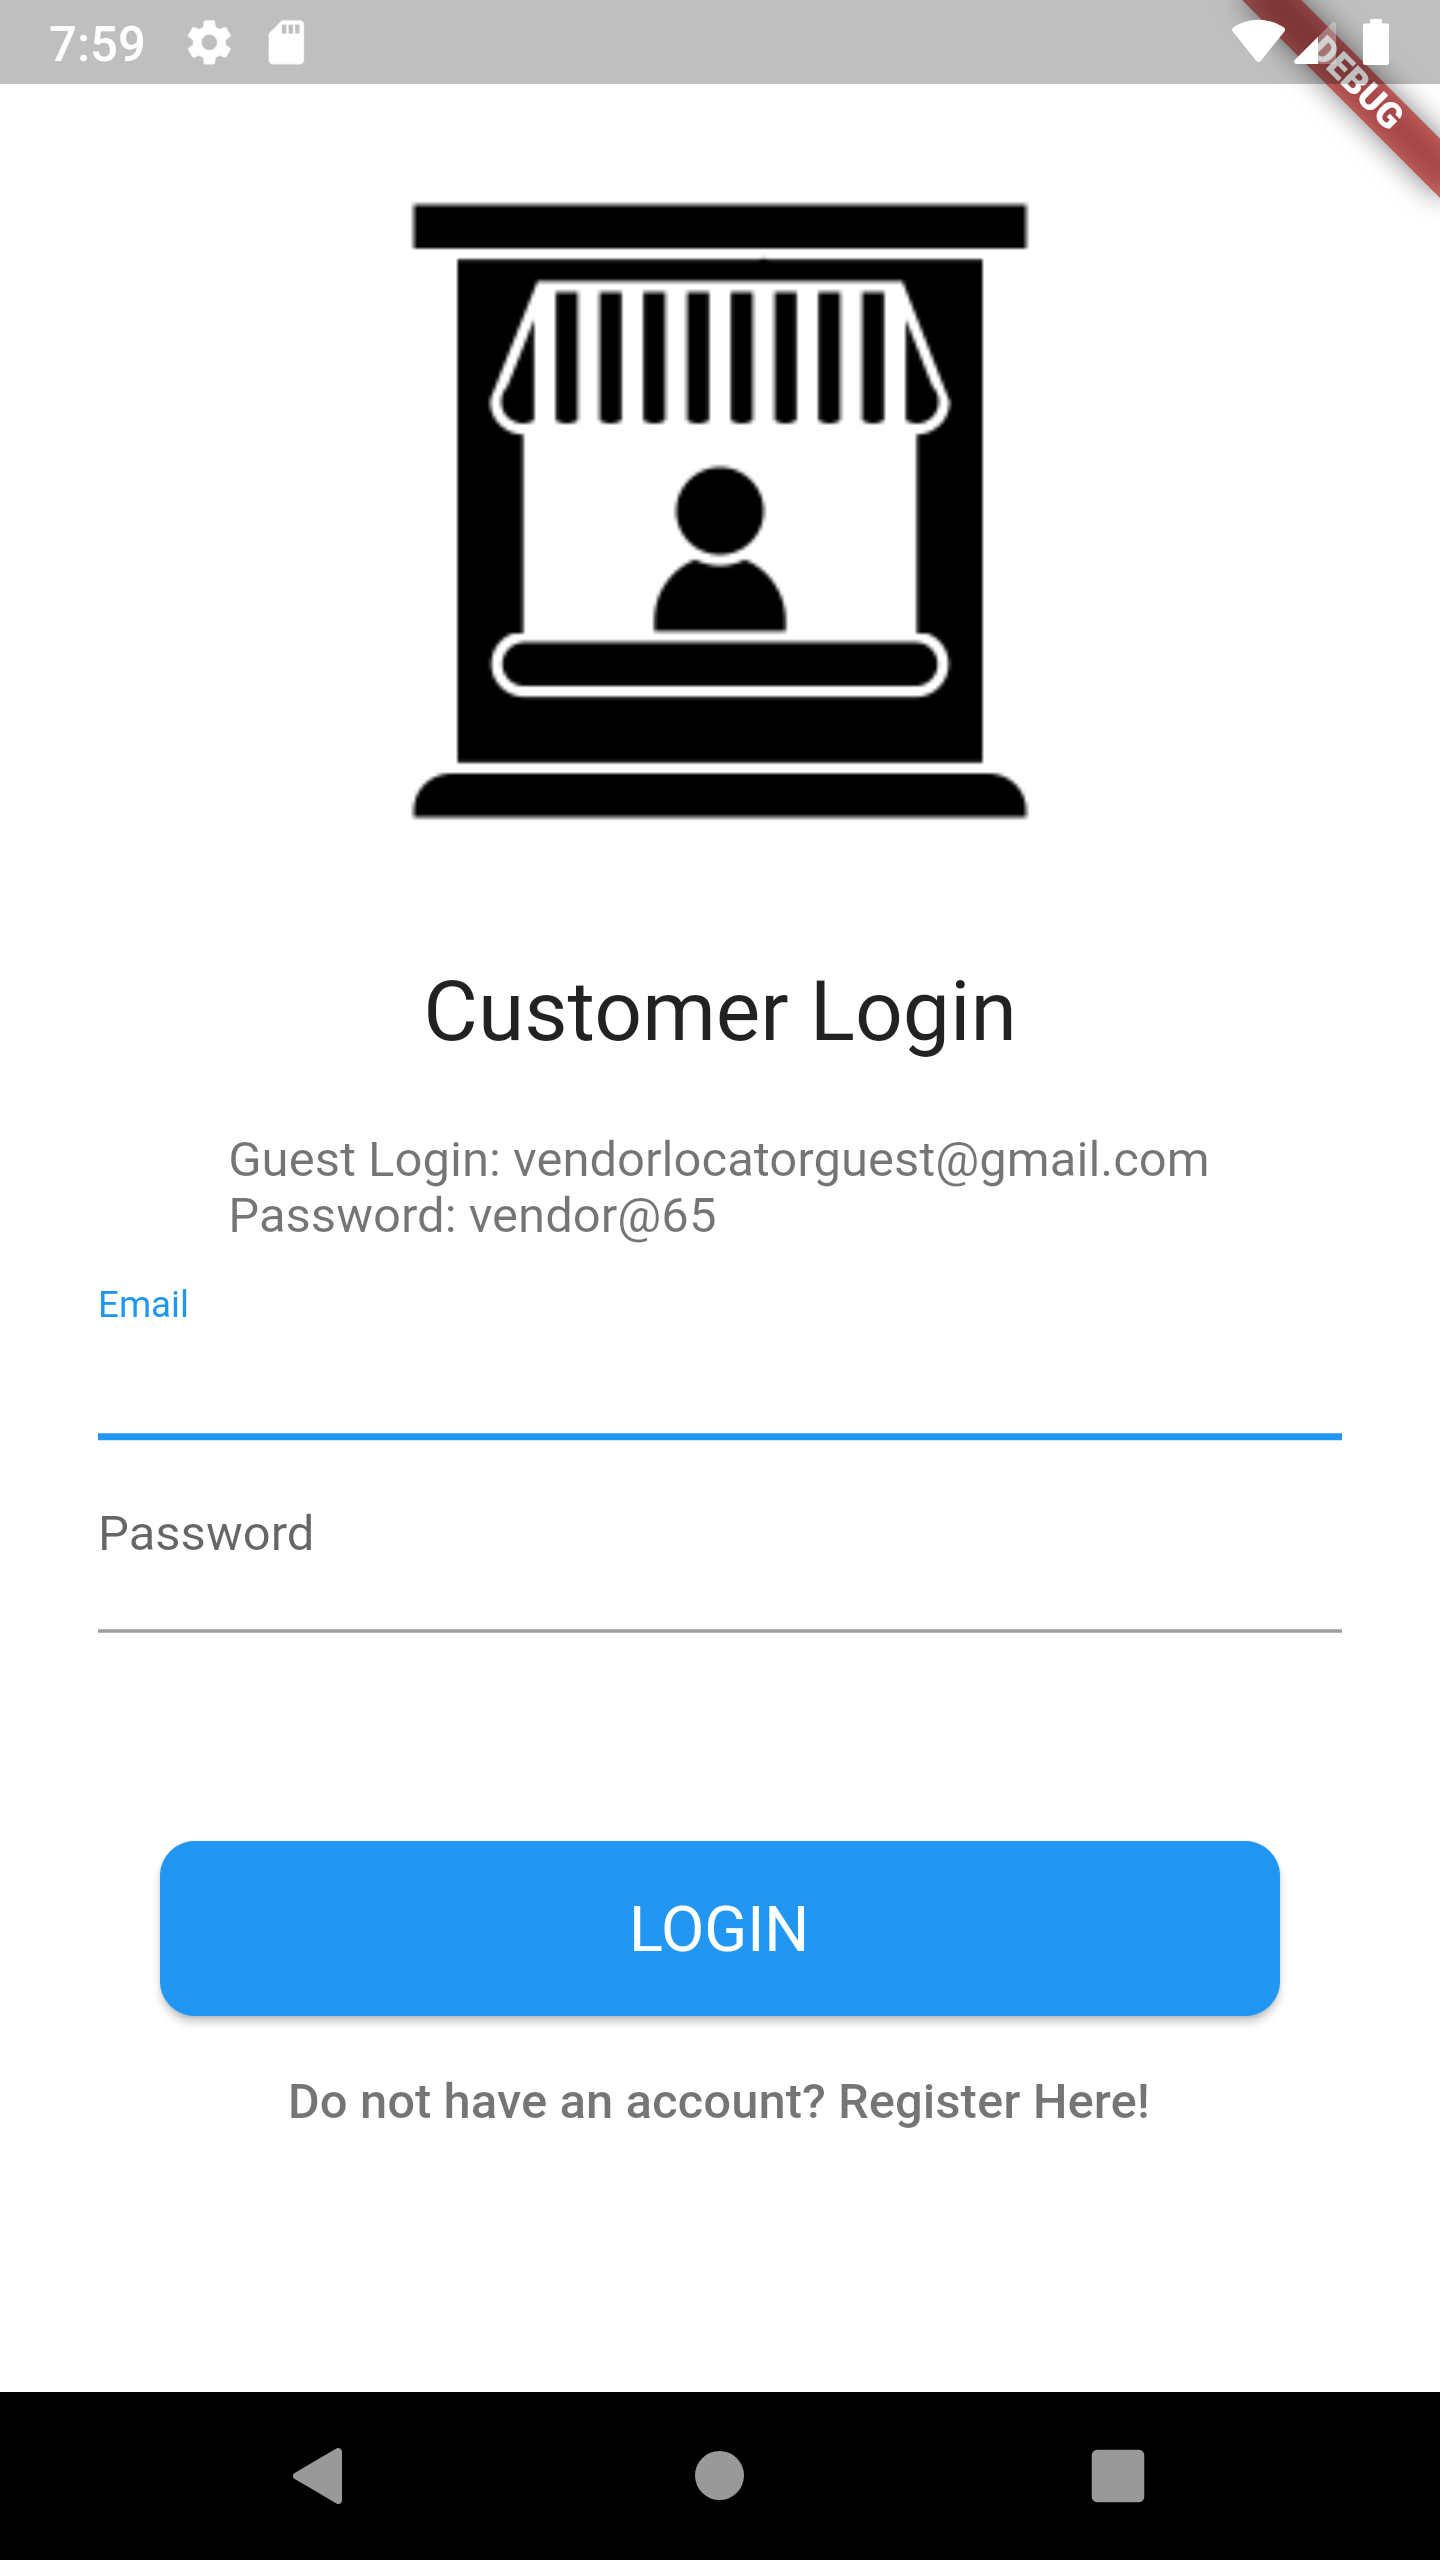 7:59
DEBUG
Customer Login
Guest Login: vendorlocatorguest@gmail.com
Password: vendor@65
Email
Password
LOGIN
Do not have an account? Register Here!